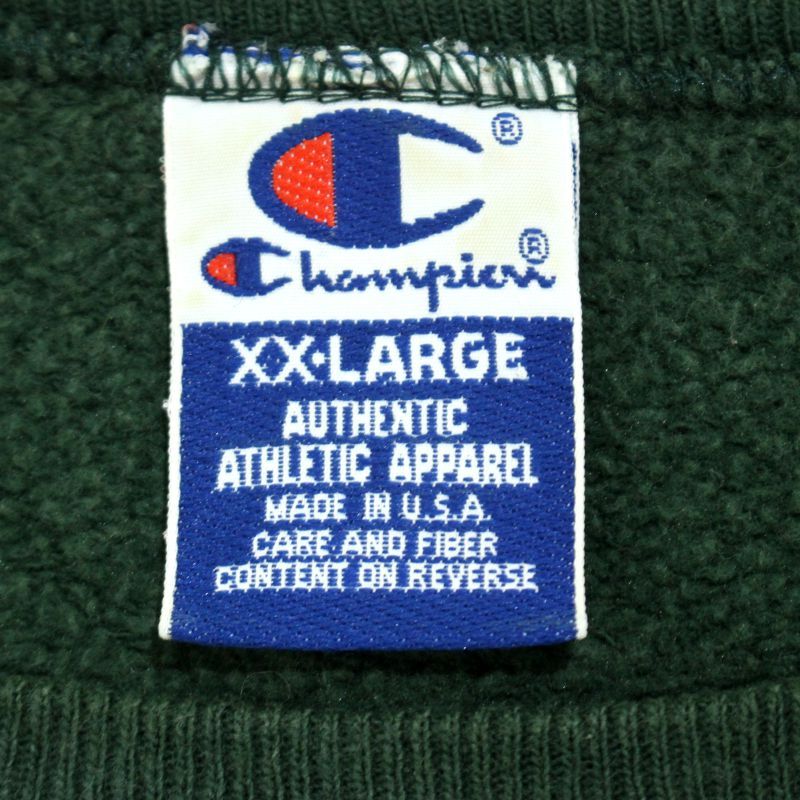 ®
Champion®
XX·LARGE
AUTHENTIC
ATHLETIC APPAREL
MADE IN U.S.A.
CARE AND FIBER
CONTENT ON REVERSE